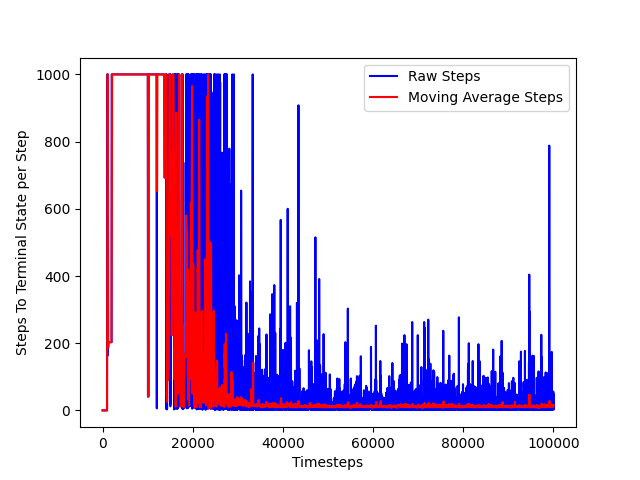 Raw Steps
Moving Average Steps
Steps To Terminal State per Step
1000
800
600
400
200
0
0 20000 40000 60000 80000 100000
Timesteps